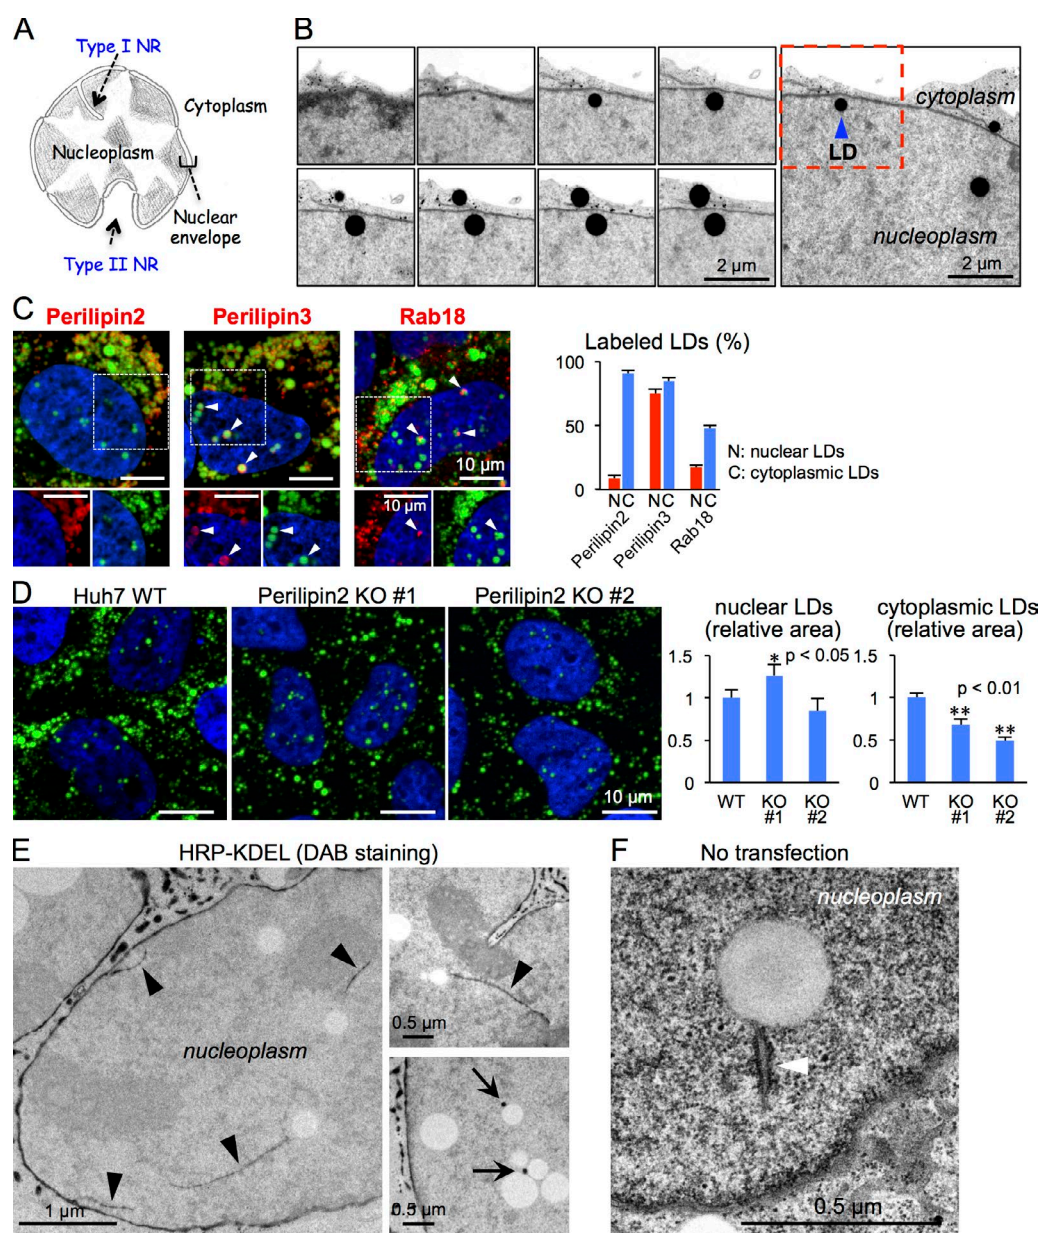 A
Type I NR
Cytoplasm
Nucleoplasm
Nuclear
envelope
Type II NR
B
2 μm
cytoplasm
LD
nucleoplasm
2 μm
C
Perilipin2
Perilipin3
Rab18
10 μm
10 μm
Labeled LDs (%)
100
50
0
NC NC NC
Perilipin2
Perilipin3
Rab18
N: nuclear LDs
C: cytoplasmic LDs
D
Huh7 WT
Perilipin2 KO #1
Perilipin2 KO #2
10 μm
nuclear LDs
(relative area)
1.5
1
0.5
0
* p < 0.05
WT
KO
#1
KO
#2
cytoplasmic LDs
(relative area)
1.5
1
0.5
0
p < 0.01
**
**
WT
KO
#1
KO
#2
E
HRP-KDEL (DAB staining)
nucleoplasm
1 μm
0.5 μm
0.5 μm
F
No transfection
nucleoplasm
0.5 μm